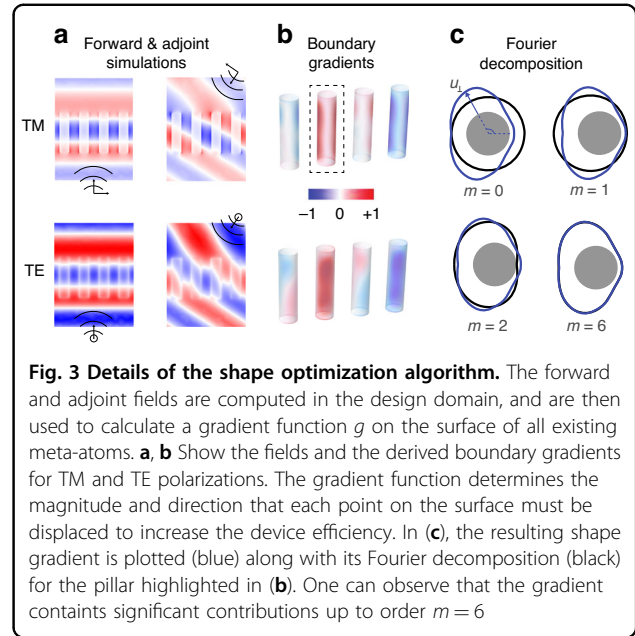 a
Forward & adjoint
simulations
b
Boundary
gradients
c
Fourier
decomposition
TM
TE
−1 0 +1
u⊥
m = 0
m = 1
m = 2
m = 6
Fig. 3 Details of the shape optimization algorithm. The forward
and adjoint fields are computed in the design domain, and are then
used to calculate a gradient function g on the surface of all existing
meta-atoms. a, b Show the fields and the derived boundary gradients
for TM and TE polarizations. The gradient function determines the
magnitude and direction that each point on the surface must be
displaced to increase the device efficiency. In (c), the resulting shape
gradient is plotted (blue) along with its Fourier decomposition (black)
for the pillar highlighted in (b). One can observe that the gradient
containts significant contributions up to order m = 6